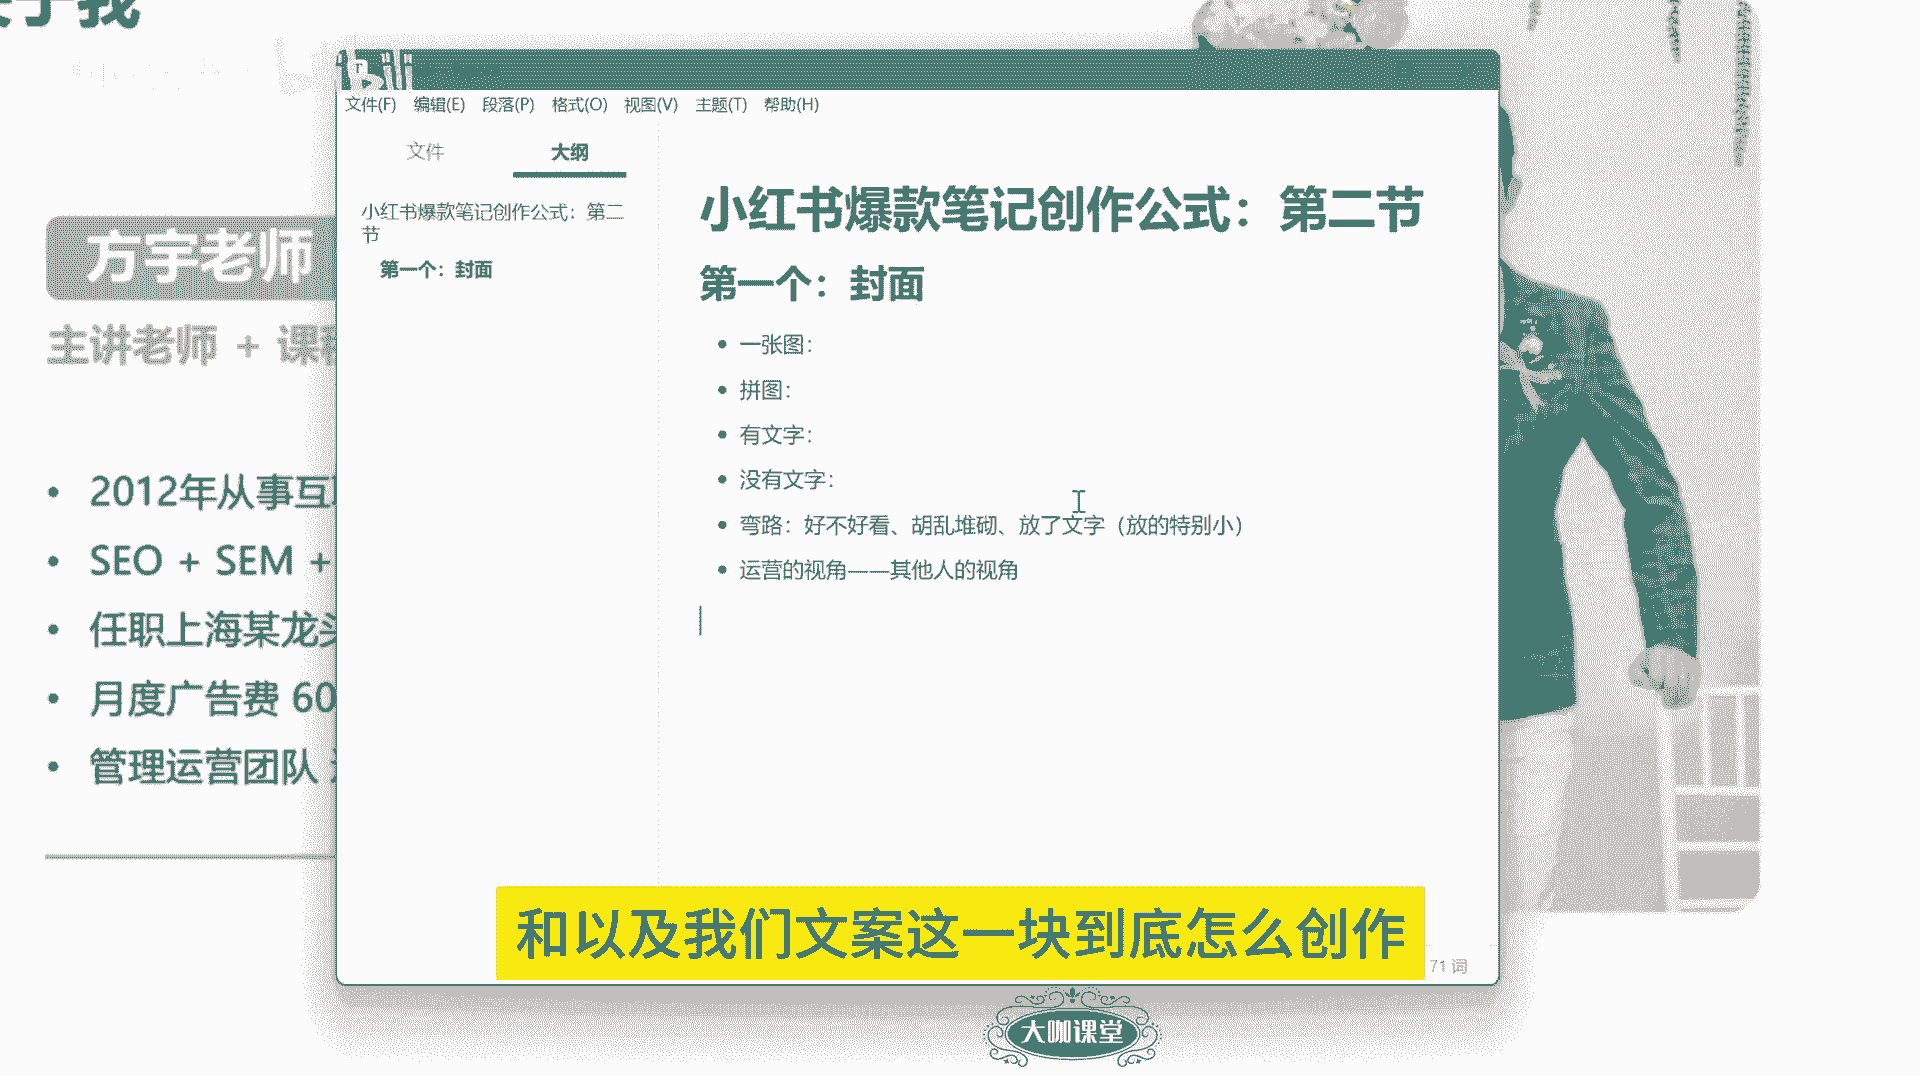 于我
方宇老师
主讲老师 + 课程
2012年从事互
SEO + SEM +
任职上海某龙头
月度广告费 60
管理运营团队
bili
文件(F) 编辑(E) 段落(P) 格式(O) 视图(V) 主题(T) 帮助(H)
文件 大纲
小红书爆款笔记创作公式：第二
节
第一个：封面
小红书爆款笔记创作公式：第二节
第一个：封面
一张图：
拼图：
有文字：
没有文字：
弯路：好不好看、胡乱堆砌、放了文字（放的特别小）
运营的视角——其他人的视角
和以及我们文案这一块到底怎么创作
71 词
大咖课堂